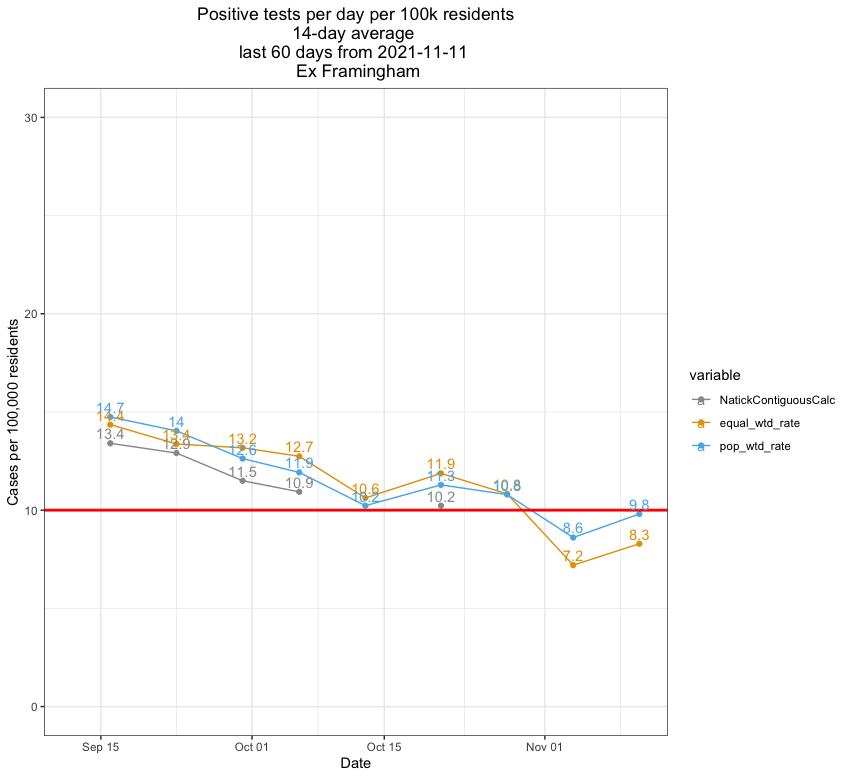 Positive tests per day per 100k residents
14-day average
last 60 days from 2021-11-11
Ex Framingham
Cases per 100,000 residents
30
20
10
0
14.7
14.4
13.4
14
13.4
12.9
13.2
12.6
11.5
12.7
11.9
10.9
10.6
10.2
11.9
11.3
10.2
10.8
8.6
7.2
9.8
8.3
variable
a NatickContiguousCalc
a equal_wtd_rate
a pop_wtd_rate
Sep 15
Oct 01
Oct 15
Nov 01
Date